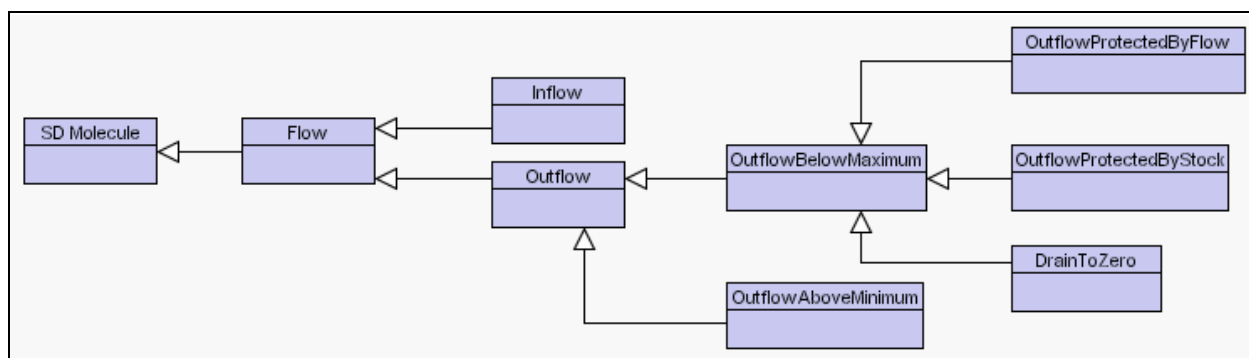 SD Molecule
Flow
Inflow
Outflow
OutflowBelowMaximum
OutflowAboveMinimum
OutflowProtectedByFlow
OutflowProtectedByStock
DrainToZero